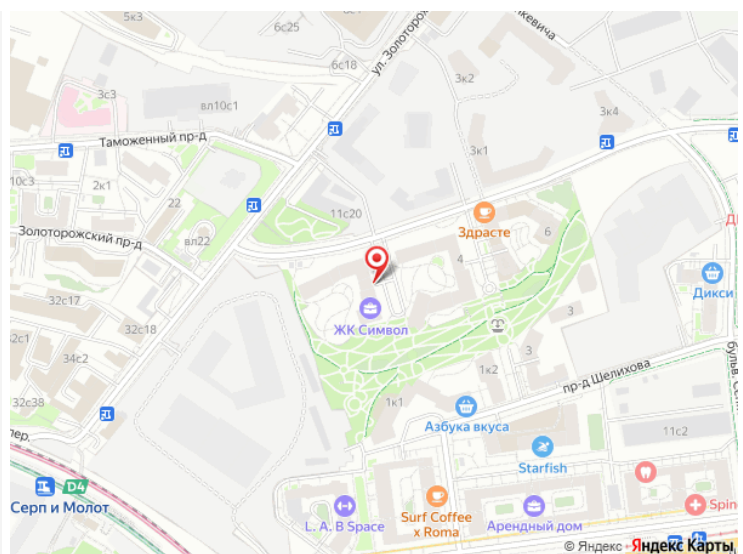 5к3
6с25
6с18
ул. Золоторож
3к2
3с3
вл10с1
3к4
Таможенный пр-д
3к1
10с3
2к1
22
11с20
Здрасте
6
Золоторожский пр-д
вл22
4
Дикси
32с17
ЖК Символ
32с18
3
34с2
3
1к2
пр-д Шелихова
32с38
1к1
Азбука вкуса
пер.
11с2
Starfish
D4
Серп и Молот
L. A. B Space
Surf Coffee
x Roma
Арендный дом
Spin
© Яндекс Яндекс Карты